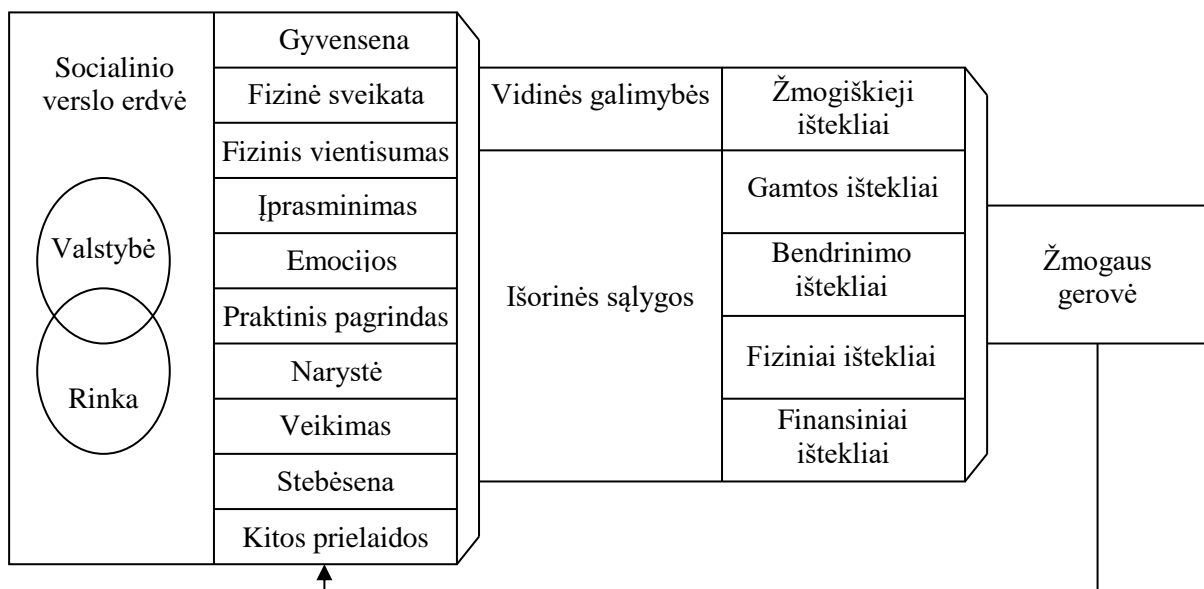 Socialinio
verslo erdvė
Valstybė
Rinka
Gyvensena
Fizinė sveikata
Fizinis vientisumas
Įprasminimas
Emocijos
Praktinis pagrindas
Narystė
Veikimas
Stebėsena
Kitos prielaidos
Vidinės galimybės
Išorinės sąlygos
Žmogiškieji
ištekliai
Gamtos ištekliai
Bendrinimo
ištekliai
Fiziniai ištekliai
Finansiniai
ištekliai
Žmogaus
gerovė